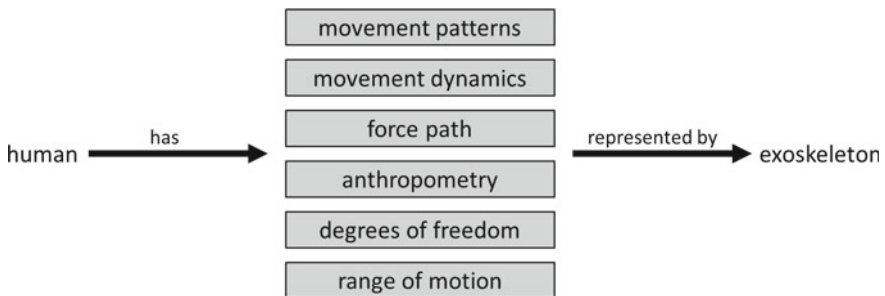 movement patterns
movement dynamics
force path
anthropometry
degrees of freedom
range of motion
human
has
represented by
exoskeleton